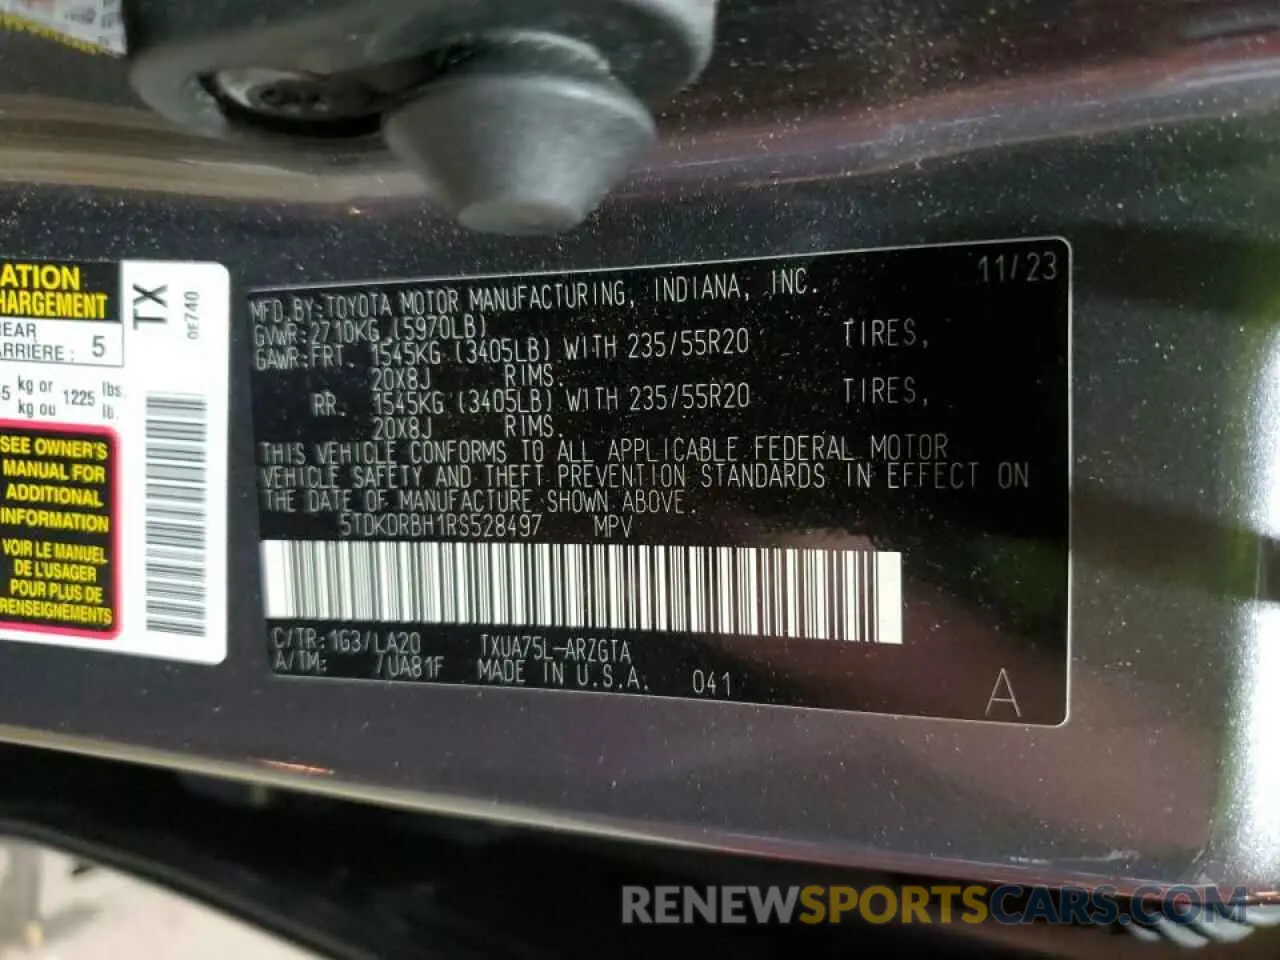 ATION
HARGEMENT
REAR
ARRIÈRE : 5
5 kg or 1225 lbs.
kg ou lb.
SEE OWNER'S
MANUAL FOR
ADDITIONAL
INFORMATION
VOIR LE MANUEL
DE L'USAGER
POUR PLUS DE
RENSEIGNEMENTS
TX
0E740
11/23
MFD.BY:TOYOTA MOTOR MANUFACTURING, INDIANA, INC.
GVWR:2710KG (5970LB)
GAWR:FRT. 1545KG (3405LB) WITH 235/55R20 TIRES,
20X8J RIMS.
RR. 1545KG (3405LB) WITH 235/55R20 TIRES,
20X8J RIMS.
THIS VEHICLE CONFORMS TO ALL APPLICABLE FEDERAL MOTOR
VEHICLE SAFETY AND THEFT PREVENTION STANDARDS IN EFFECT ON
THE DATE OF MANUFACTURE SHOWN ABOVE.
5TDKDRBH1RS528497 MPV
C/TR:1G3/LA20 TXUA75L-ARZGTA
A/TM: /UA81F MADE IN U.S.A. 041
A
RENEWSPORTSCARS.COM